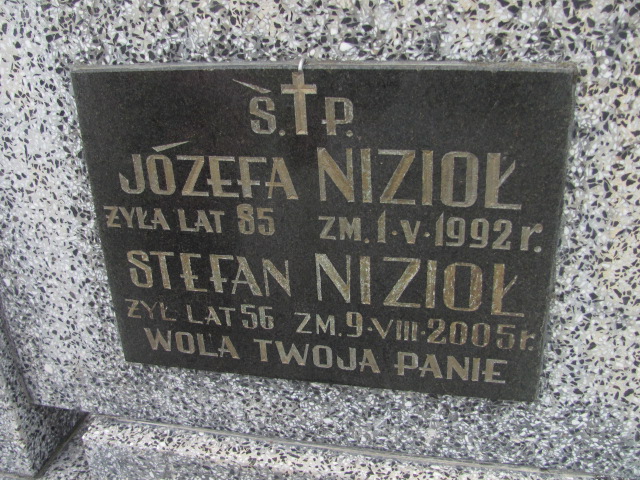 Ś.P.
JÓZEFA NIZIOŁ
ŻYŁA LAT 85 ZM. 1·V·1992 r.
STEFAN NIZIOŁ
ŻYŁ LAT 56 ZM. 9·VIII·2005 r.
WOLA TWOJA PANIE